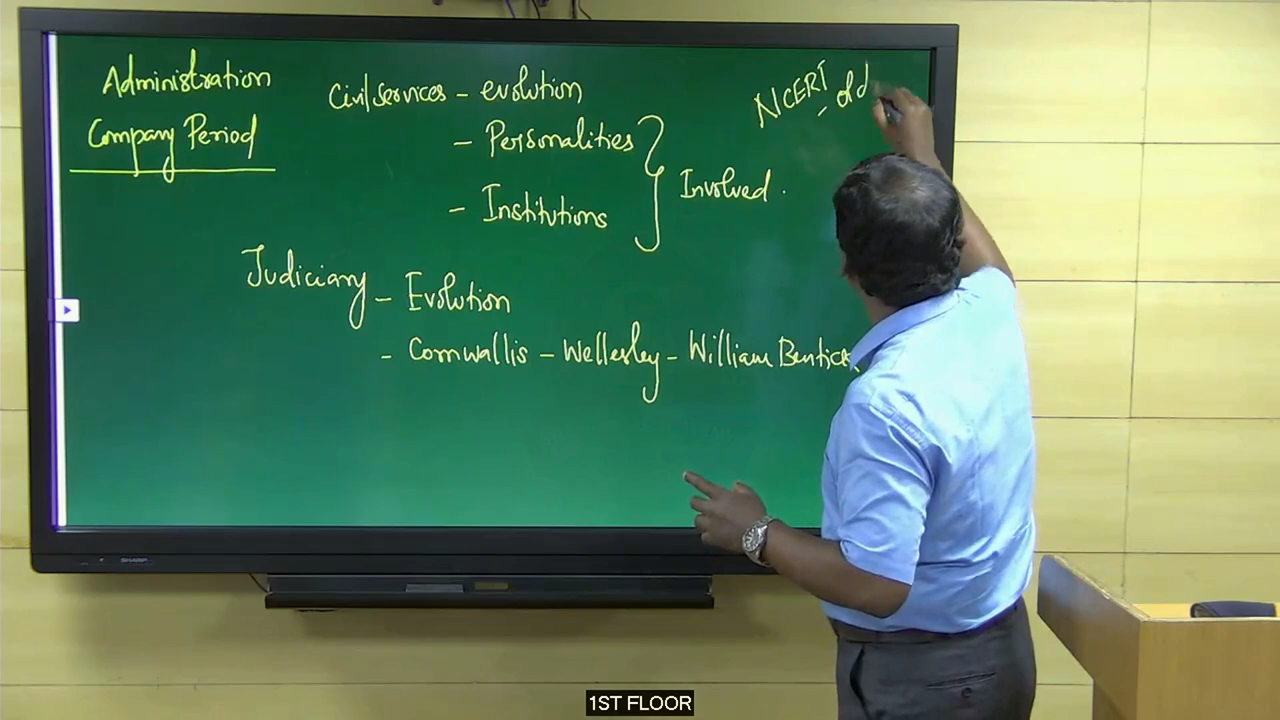 Administration
Company Period
Civil services - evolution
- Personalities
- Institutions
Involved.
NCERT - old
Judiciary - Evolution
- Cornwallis - Wellesley - William Bentick
SHARP
1ST FLOOR